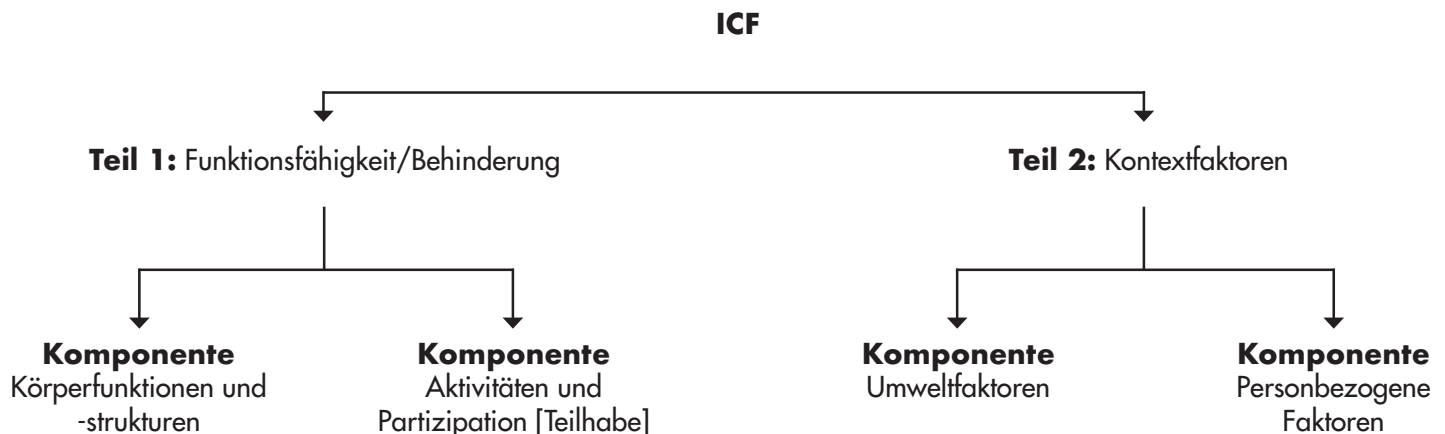 ICF
Teil 1: Funktionsfähigkeit/Behinderung
Teil 2: Kontextfaktoren
Komponente
Körperfunktionen und
-strukturen
Komponente
Aktivitäten und
Partizipation [Teilhabe]
Komponente
Umweltfaktoren
Komponente
Personbezogene
Faktoren